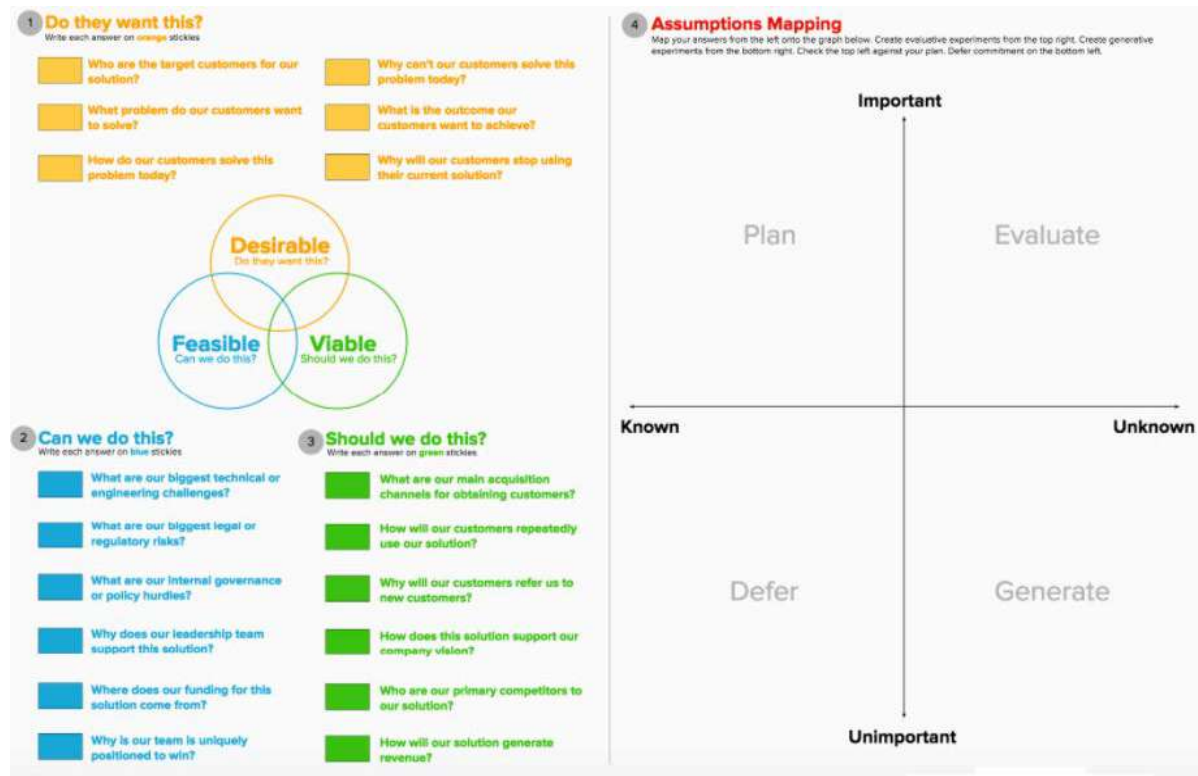 1 Do they want this?
Write each answer on orange stickies
Who are the target customers for our
solution?
What problem do our customers want
to solve?
How do our customers solve this
problem today?
Why can't our customers solve this
problem today?
What is the outcome our
customers want to achieve?
Why will our customers stop using
their current solution?
Desirable
Do they want this?
Feasible
Can we do this?
Viable
Should we do this?
2 Can we do this?
Write each answer on blue stickies
What are our biggest technical or
engineering challenges?
What are our biggest legal or
regulatory risks?
What are our internal governance
or policy hurdles?
Why does our leadership team
support this solution?
Where does our funding for this
solution come from?
Why is our team is uniquely
positioned to win?
3 Should we do this?
Write each answer on green stickies
What are our main acquisition
channels for obtaining customers?
How will our customers repeatedly
use our solution?
Why will our customers refer us to
new customers?
How does this solution support our
company vision?
Who are our primary competitors to
our solution?
How will our solution generate
revenue?
4 Assumptions Mapping
Map your answers from the left onto the graph below. Create evaluative experiments from the top right. Create generative
experiments from the bottom right. Check the top left against your plan. Defer commitment on the bottom left.
Important
Plan
Evaluate
Known
Unknown
Defer
Generate
Unimportant